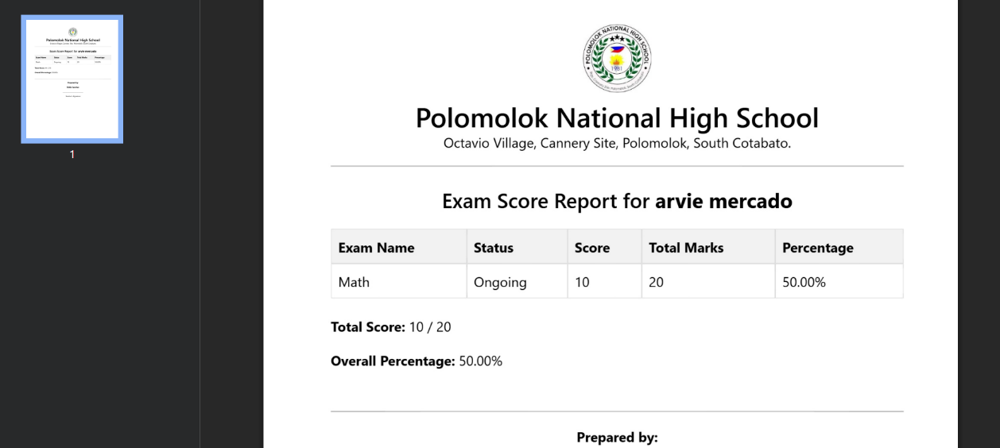 1
POLOMOLOK NATIONAL HIGH SCHOOL
1981
Polomolok National High School
Octavio Village, Cannery Site, Polomolok, South Cotabato.
Exam Score Report for arvie mercado
Exam Name Status Score Total Marks Percentage
Math Ongoing 10 20 50.00%
Total Score: 10 / 20
Overall Percentage: 50.00%
Prepared by: